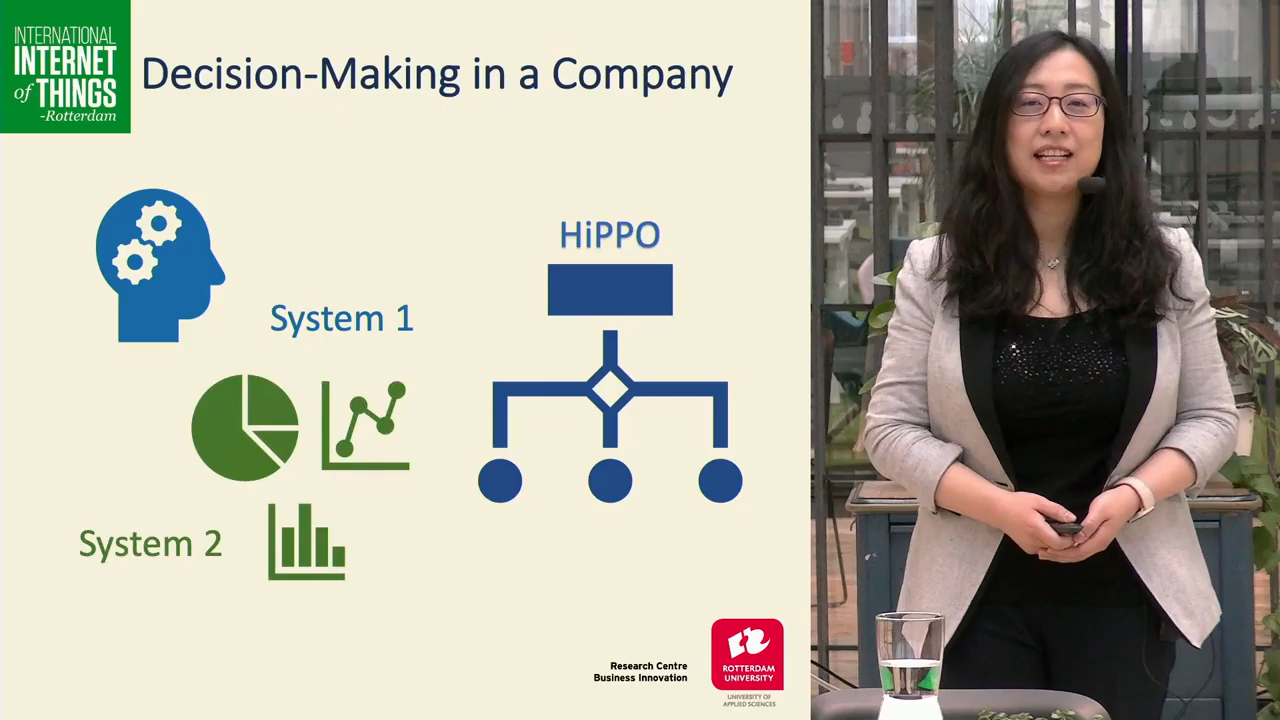 INTERNATIONAL
INTERNET
of THINGS
-Rotterdam
Decision-Making in a Company
HiPPO
System 1
System 2
Research Centre
Business Innovation
ROTTERDAM
UNIVERSITY
UNIVERSITY OF
APPLIED SCIENCES